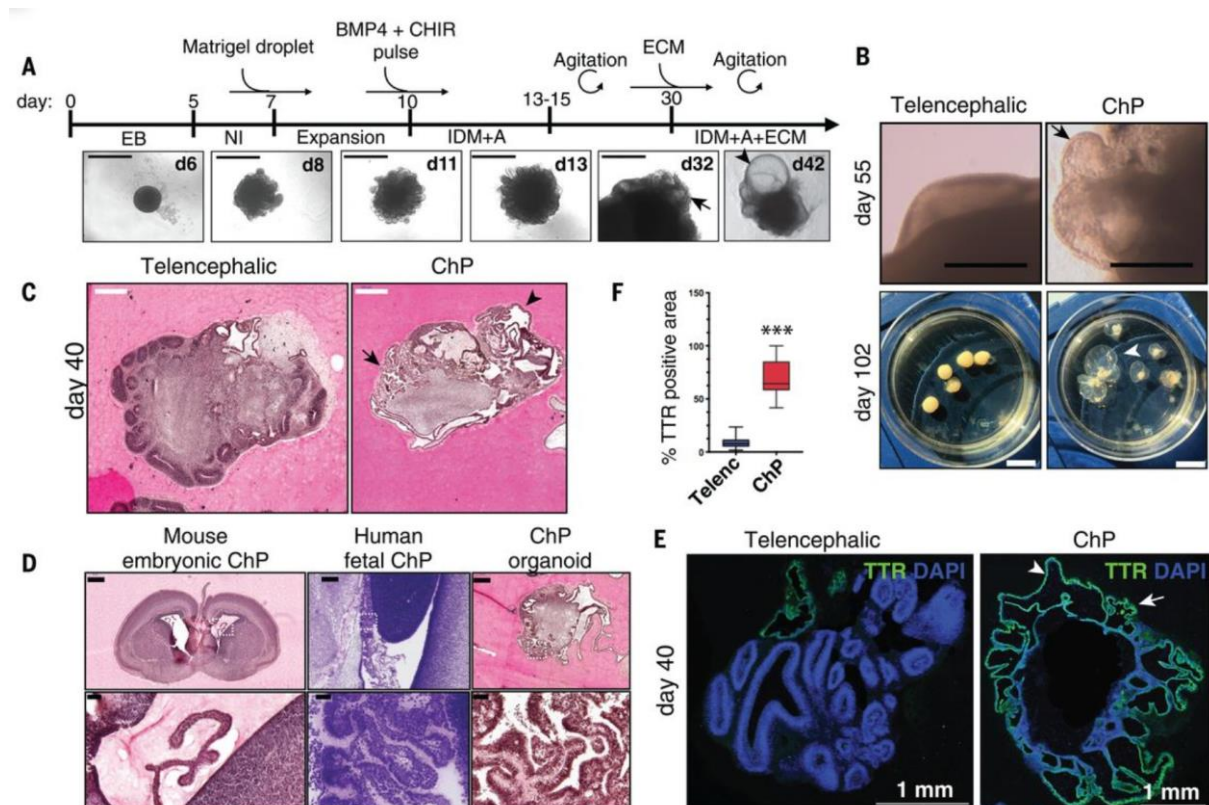 A
Matrigel droplet
BMP4 + CHIR
pulse
Agitation
ECM
Agitation
day: 0 5 7 10 13-15 30
EB NI Expansion IDM+A IDM+A+ECM
d6 d8 d11 d13 d32 d42
B
Telencephalic ChP
day 55
day 102
C
Telencephalic ChP
day 40
F
% TTR positive area
150
100
50
0
***
Telenc ChP
D
Mouse
embryonic ChP
Human
fetal ChP
ChP
organoid
E
Telencephalic ChP
TTR DAPI TTR DAPI
day 40
1 mm 1 mm